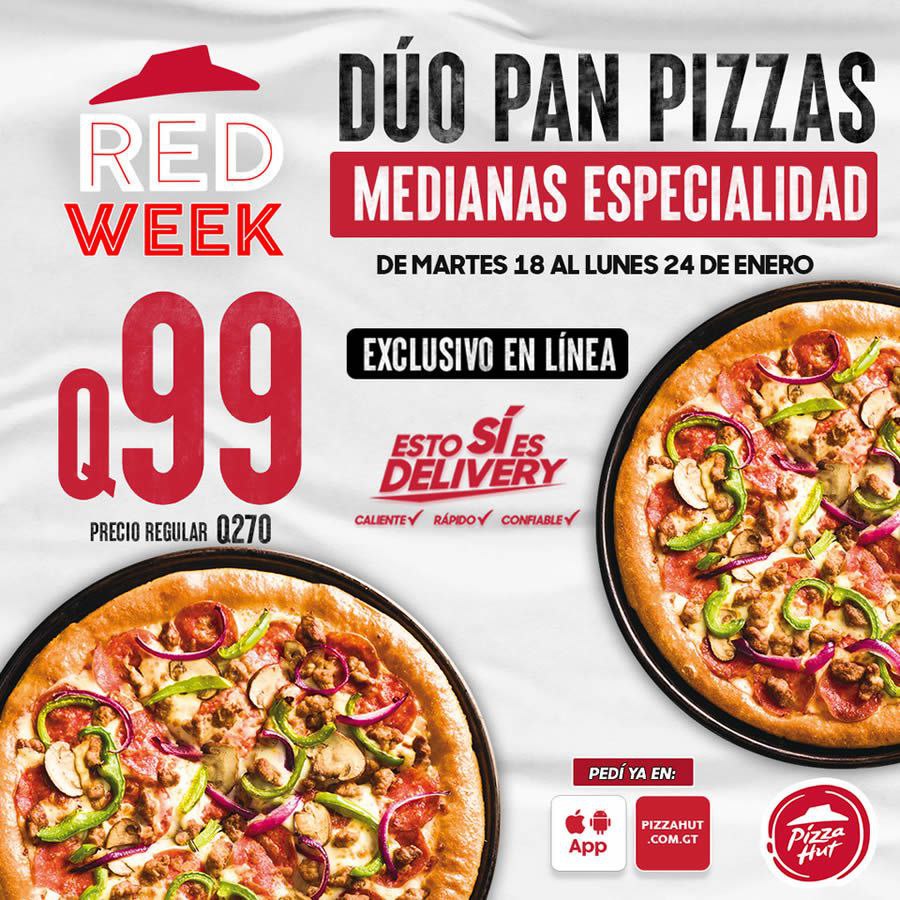 RED
WEEK
DÚO PAN PIZZAS
MEDIANAS ESPECIALIDAD
DE MARTES 18 AL LUNES 24 DE ENERO
Q99
PRECIO REGULAR Q270
EXCLUSIVO EN LÍNEA
ESTO SÍ ES
DELIVERY
CALIENTE✓ RÁPIDO✓ CONFIABLE✓
PEDÍ YA EN:
App
PIZZAHUT
.COM.GT
Pizza
Hut